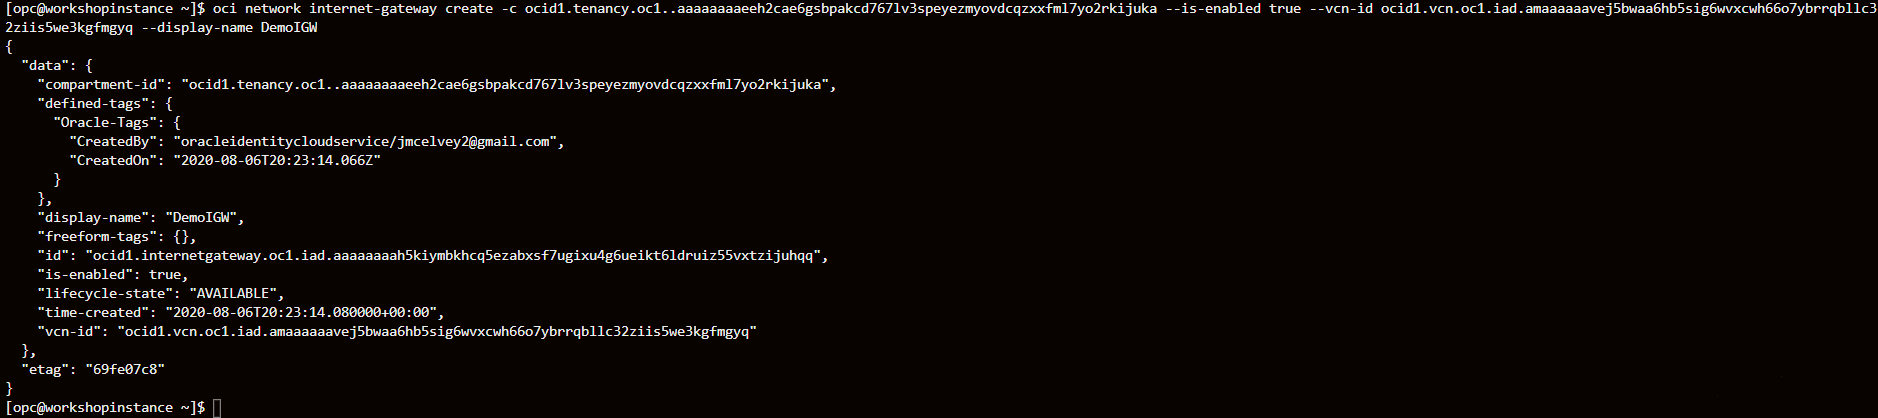 [opc@workshopinstance ~]$ oci network internet-gateway create -c ocid1.tenancy.oc1..aaaaaaaaeeh2cae6gsbpakcd767lv3speyezmyovdcqzxxfml7yo2rkijuka --is-enabled true --vcn-id ocid1.vcn.oc1.iad.amaaaaaavej5bwaa6hb5sig6wvxcwh66o7ybrrqbllc3
2ziis5we3kgfmgyq --display-name DemoIGW
{
  "data": {
    "compartment-id": "ocid1.tenancy.oc1..aaaaaaaaeeh2cae6gsbpakcd767lv3speyezmyovdcqzxxfml7yo2rkijuka",
    "defined-tags": {
      "Oracle-Tags": {
        "CreatedBy": "oracleidentitycloudservice/jmcelvey2@gmail.com",
        "CreatedOn": "2020-08-06T20:23:14.066Z"
      }
    },
    "display-name": "DemoIGW",
    "freeform-tags": {},
    "id": "ocid1.internetgateway.oc1.iad.aaaaaaaah5kiymbkhcq5ezabxsf7ugixu4g6ueikt6ldruiz55vxtzijuhqq",
    "is-enabled": true,
    "lifecycle-state": "AVAILABLE",
    "time-created": "2020-08-06T20:23:14.080000+00:00",
    "vcn-id": "ocid1.vcn.oc1.iad.amaaaaaavej5bwaa6hb5sig6wvxcwh66o7ybrrqbllc32ziis5we3kgfmgyq"
  },
  "etag": "69fe07c8"
}
[opc@workshopinstance ~]$